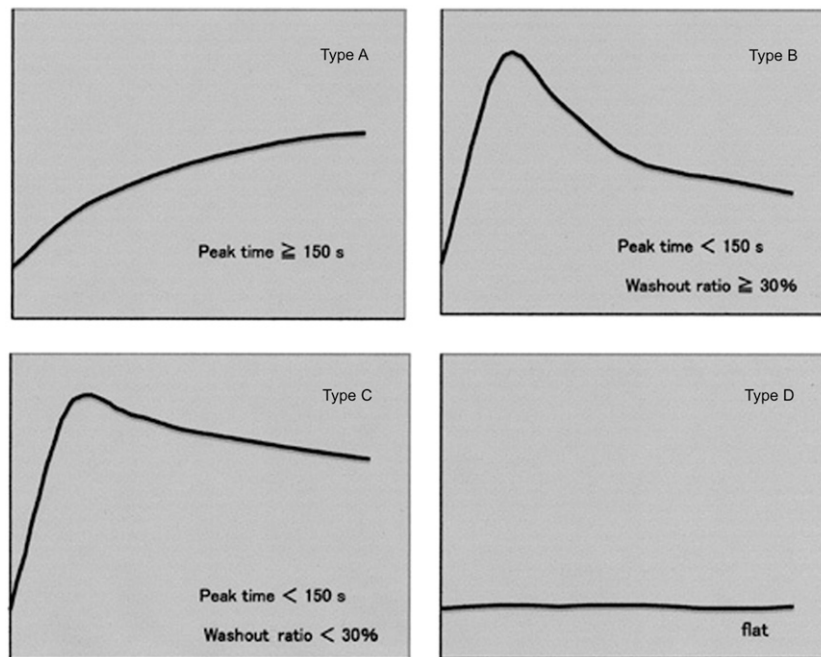 Type A
Peak time ≧ 150 s
Type B
Peak time < 150 s
Washout ratio ≧ 30%
Type C
Peak time < 150 s
Washout ratio < 30%
Type D
flat